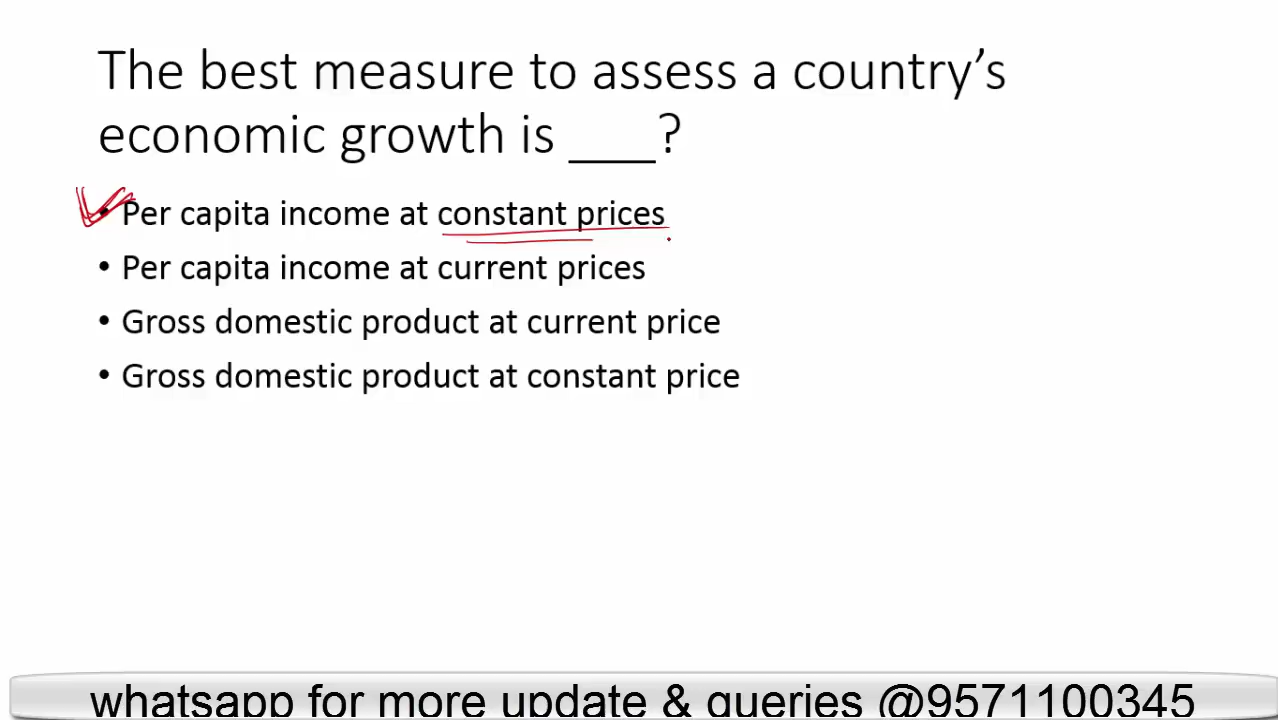 The best measure to assess a country’s
economic growth is ___?
Per capita income at constant prices
• Per capita income at current prices
• Gross domestic product at current price
• Gross domestic product at constant price
whatsapp for more update & queries @9571100345